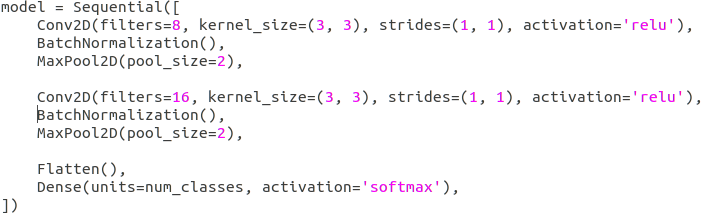 model = Sequential([
    Conv2D(filters=8, kernel_size=(3, 3), strides=(1, 1), activation='relu'),
    BatchNormalization(),
    MaxPool2D(pool_size=2),

    Conv2D(filters=16, kernel_size=(3, 3), strides=(1, 1), activation='relu'),
    BatchNormalization(),
    MaxPool2D(pool_size=2),

    Flatten(),
    Dense(units=num_classes, activation='softmax'),
])